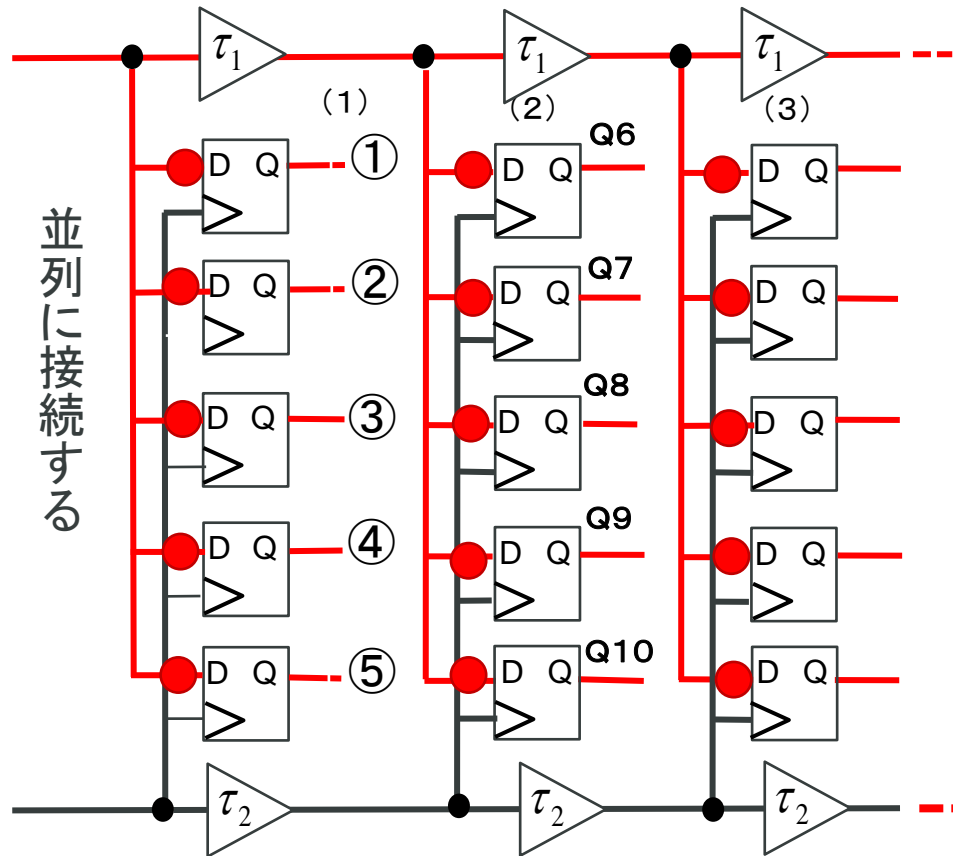 τ1 τ1 τ1
(1) (2) (3)
並列に接続する
D Q ① D Q Q6 D Q
D Q ② D Q Q7 D Q
D Q ③ D Q Q8 D Q
D Q ④ D Q Q9 D Q
D Q ⑤ D Q Q10 D Q
τ2 τ2 τ2